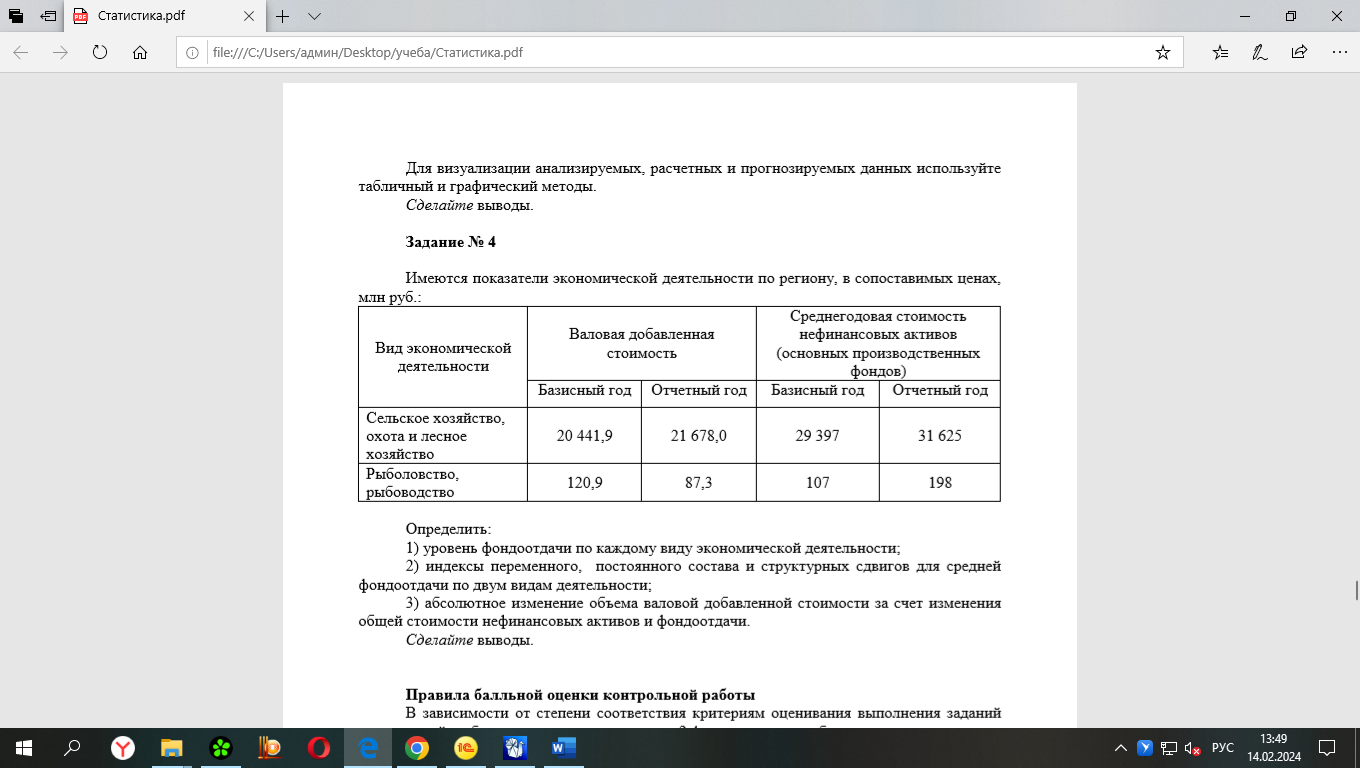 Статистика.pdf
file:///C:/Users/админ/Desktop/учеба/Статистика.pdf
Для визуализации анализируемых, расчетных и прогнозируемых данных используйте
табличный и графический методы.
Сделайте выводы.
Задание № 4
Имеются показатели экономической деятельности по региону, в сопоставимых ценах,
млн руб.:
Вид экономической
деятельности
Валовая добавленная
стоимость
Среднегодовая стоимость
нефинансовых активов
(основных производственных
фондов)
Базисный год
Отчетный год
Базисный год
Отчетный год
Сельское хозяйство,
охота и лесное
хозяйство
20 441,9
21 678,0
29 397
31 625
Рыболовство,
рыбоводство
120,9
87,3
107
198
Определить:
1) уровень фондоотдачи по каждому виду экономической деятельности;
2) индексы переменного, постоянного состава и структурных сдвигов для средней
фондоотдачи по двум видам деятельности;
3) абсолютное изменение объема валовой добавленной стоимости за счет изменения
общей стоимости нефинансовых активов и фондоотдачи.
Сделайте выводы.
Правила балльной оценки контрольной работы
В зависимости от степени соответствия критериям оценивания выполнения заданий
РУС
13:49
14.02.2024